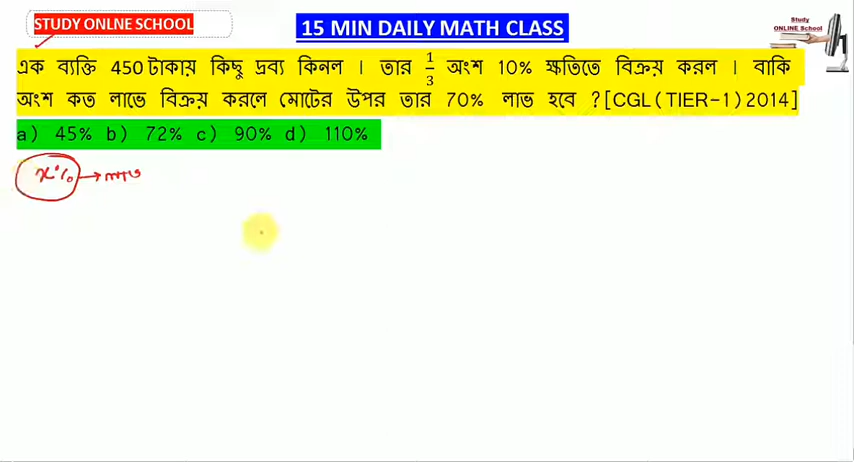 STUDY ONLNE SCHOOL
15 MIN DAILY MATH CLASS
Study
ONLINE School
এক ব্যক্তি 450 টাকায় কিছু দ্রব্য কিনল । তার 1/3 অংশ 10% ক্ষতিতে বিক্রয় করল । বাকি
অংশ কত লাভে বিক্রয় করলে মোটের উপর তার 70% লাভ হবে ?[CGL(TIER-1)2014]
a) 45% b) 72% c) 90% d) 110%
x% → লাভ